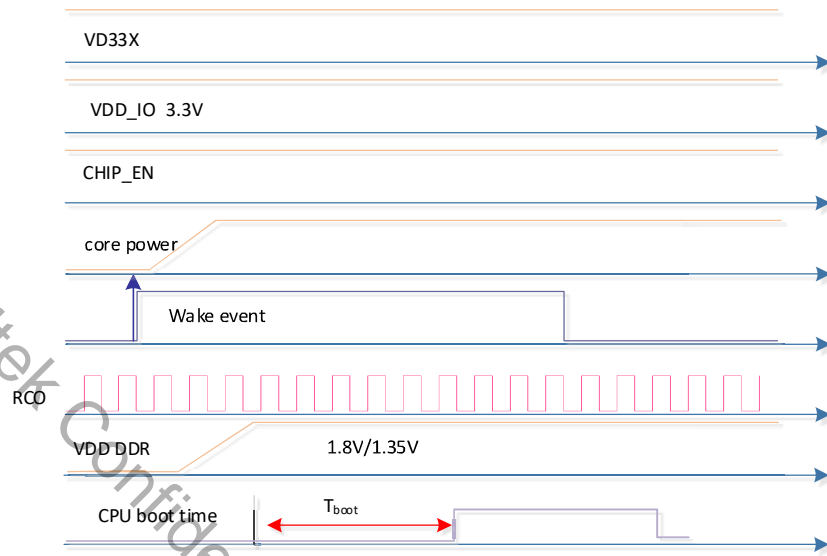 VD33X
VDD_IO 3.3V
CHIP_EN
core power
Wake event
RCO
VDD DDR 1.8V/1.35V
CPU boot time Tboot